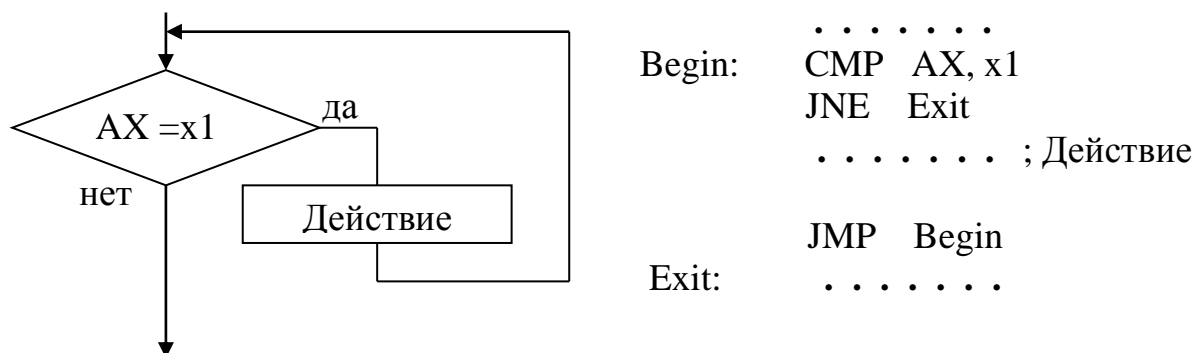 AX =x1
да
нет
Действие
. . . . . . .
Begin: CMP AX, x1
JNE Exit
. . . . . . . ; Действие
JMP Begin
Exit: . . . . . . .